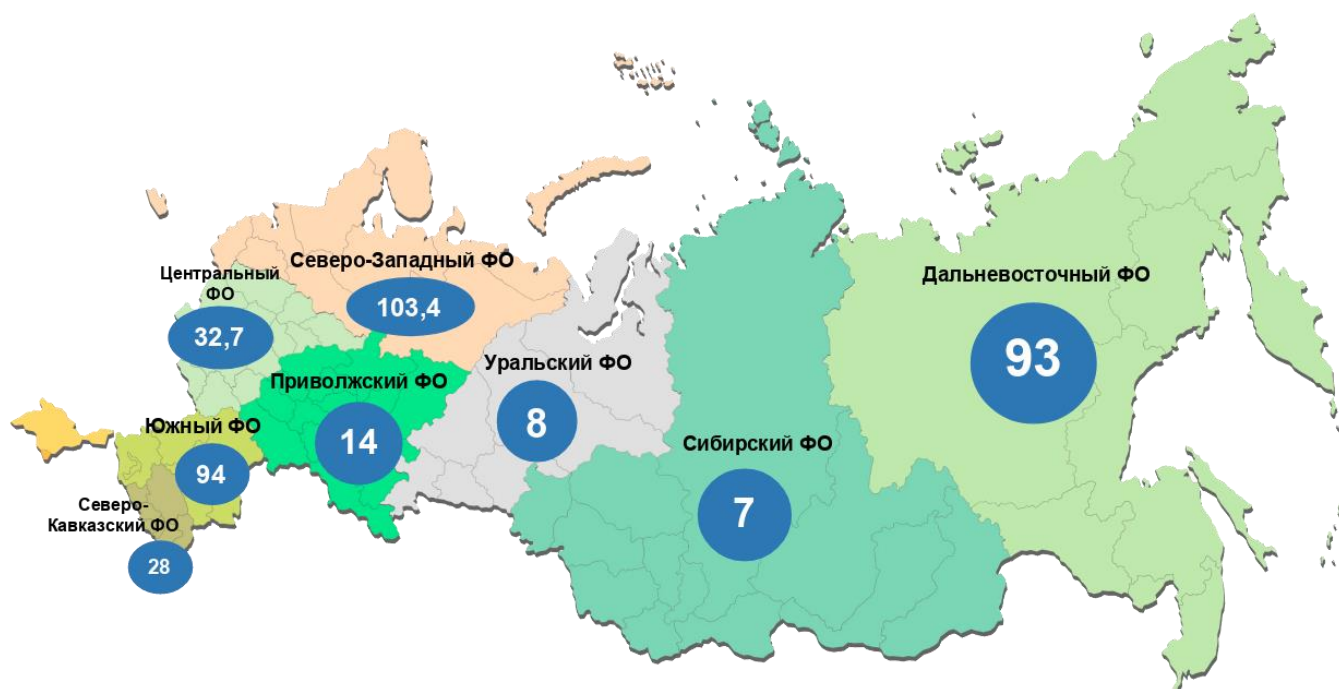 Северо-Западный ФО
103,4
Центральный
ФО
32,7
Дальневосточный ФО
93
Уральский ФО
8
Приволжский ФО
14
Южный ФО
94
Сибирский ФО
7
Северо-
Кавказский ФО
28